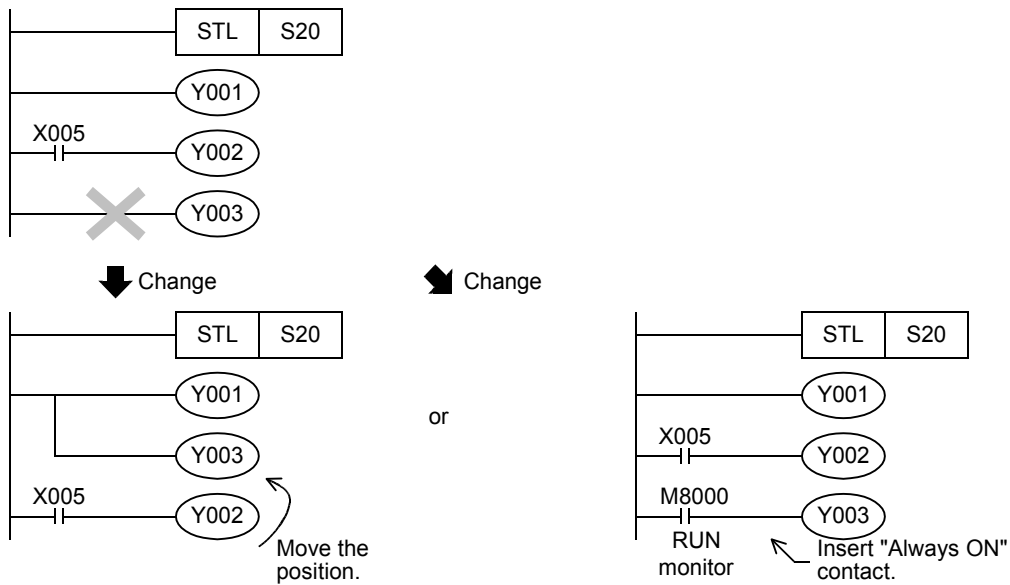 STL S20
Y001
X005
Y002
Y003
Change
Change
STL S20
Y001
Y003
X005
Y002
Move the
position.
or
STL S20
Y001
X005
Y002
M8000
Y003
RUN
monitor
Insert "Always ON"
contact.